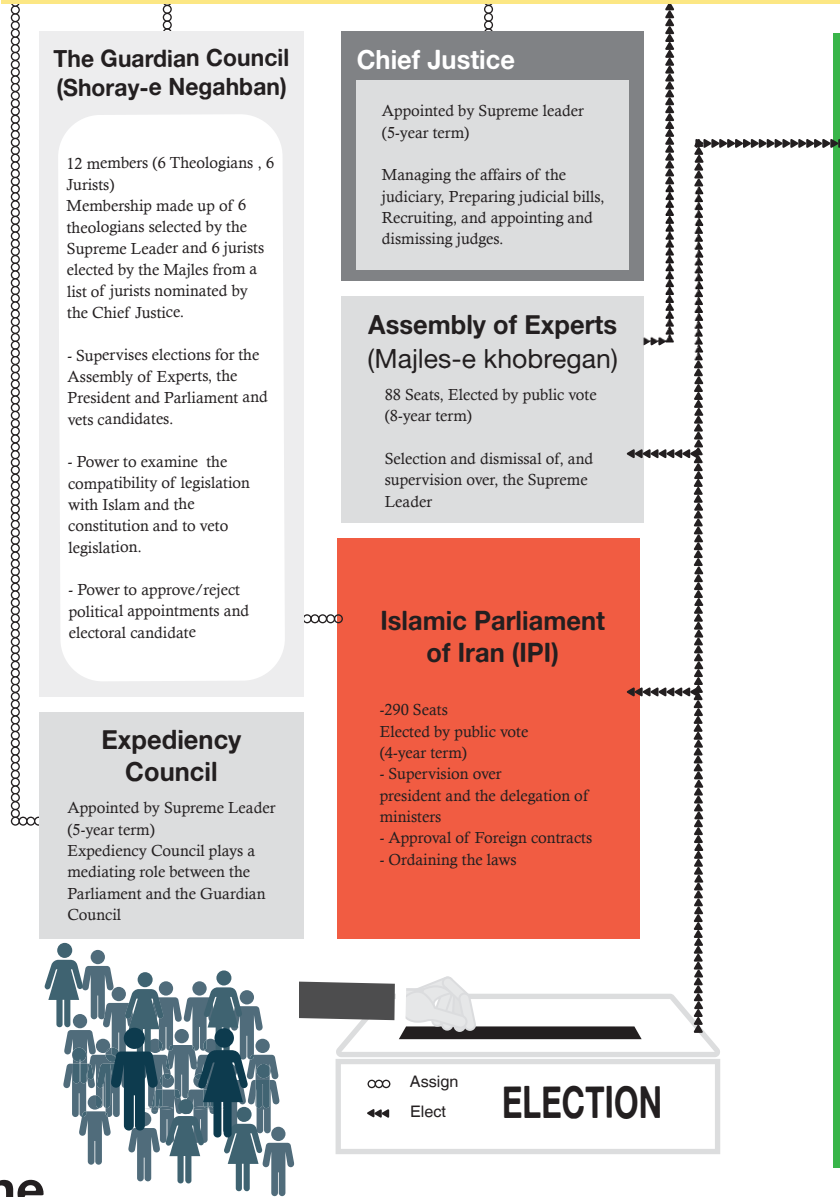 The Guardian Council
(Shoray-e Negahban)
12 members (6 Theologians , 6
Jurists)
Membership made up of 6
theologians selected by the
Supreme Leader and 6 jurists
elected by the Majles from a
list of jurists nominated by
the Chief Justice.
- Supervises elections for the
Assembly of Experts, the
President and Parliament and
vets candidates.
- Power to examine the
compatibility of legislation
with Islam and the
constitution and to veto
legislation.
- Power to approve/reject
political appointments and
electoral candidate
Expediency
Council
Appointed by Supreme Leader
(5-year term)
Expediency Council plays a
mediating role between the
Parliament and the Guardian
Council
Chief Justice
Appointed by Supreme leader
(5-year term)
Managing the affairs of the
judiciary, Preparing judicial bills,
Recruiting, and appointing and
dismissing judges.
Assembly of Experts
(Majles-e khobregan)
88 Seats, Elected by public vote
(8-year term)
Selection and dismissal of, and
supervision over, the Supreme
Leader
Islamic Parliament
of Iran (IPI)
-290 Seats
Elected by public vote
(4-year term)
- Supervision over
president and the delegation of
ministers
- Approval of Foreign contracts
- Ordaining the laws
Assign
Elect
ELECTION